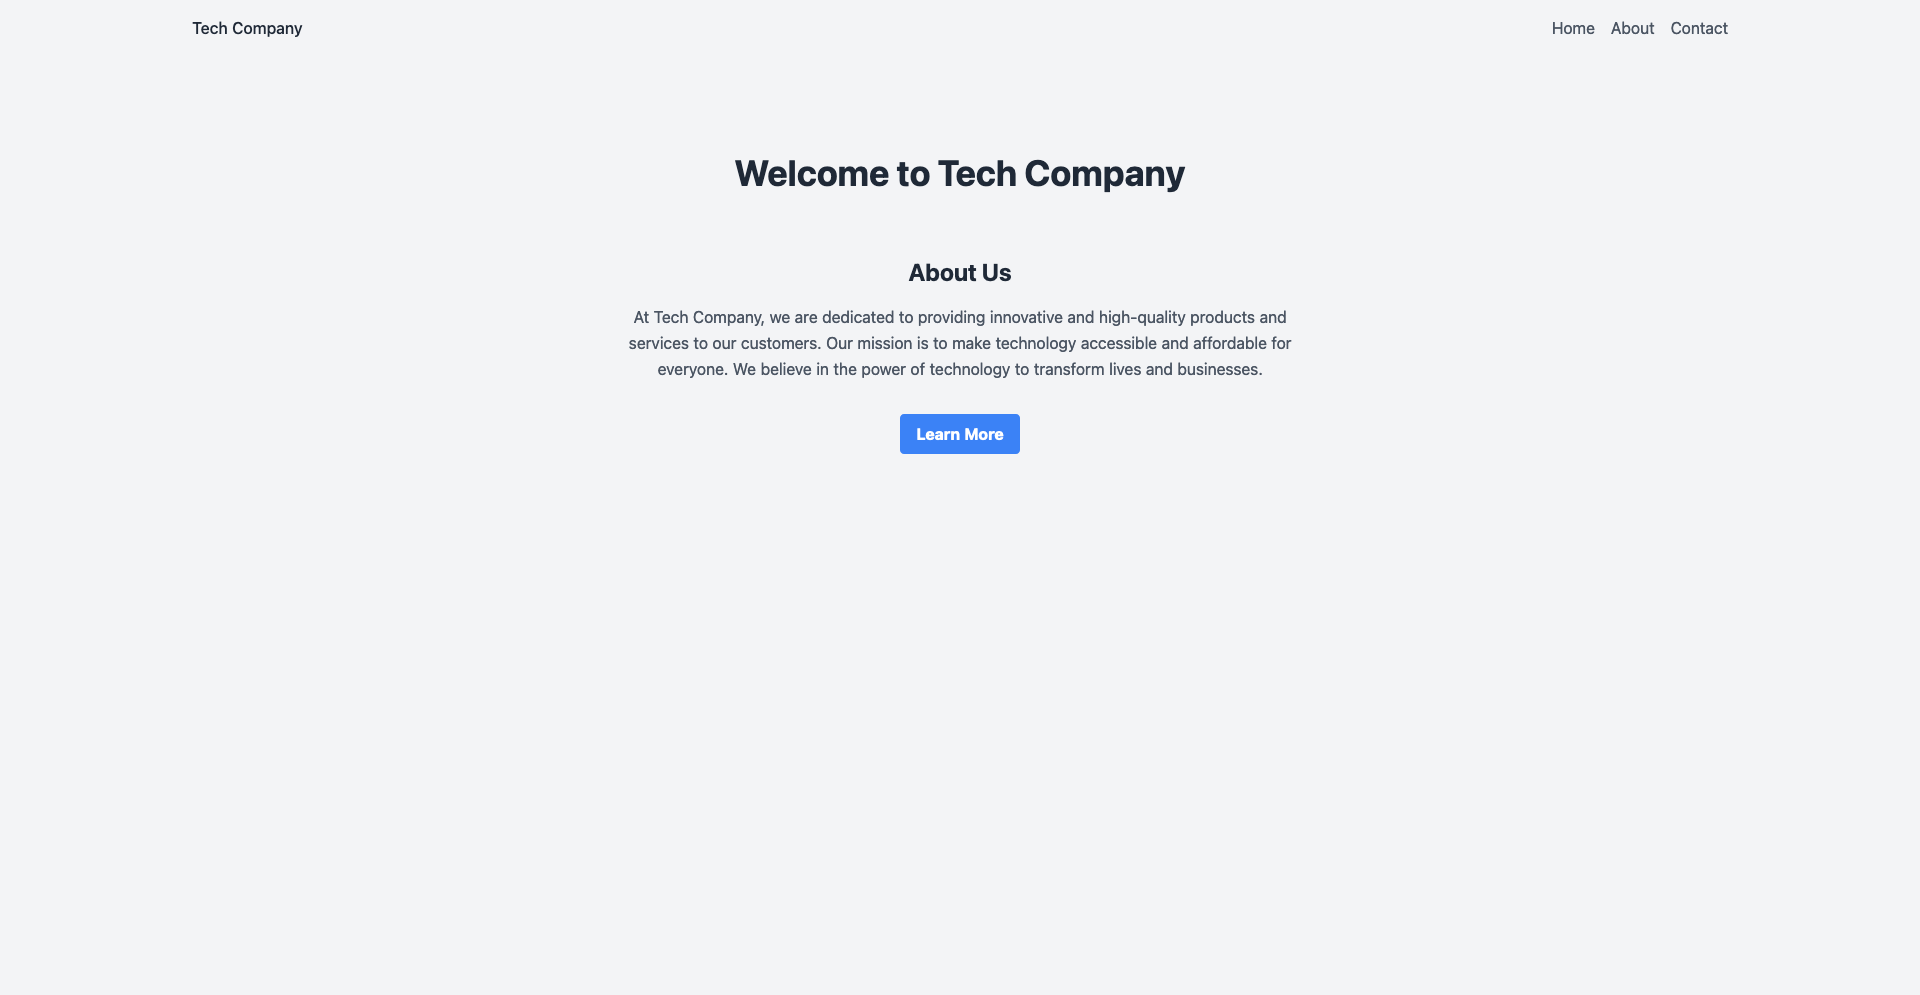 Tech Company
Home About Contact
Welcome to Tech Company
About Us
At Tech Company, we are dedicated to providing innovative and high-quality products and
services to our customers. Our mission is to make technology accessible and affordable for
everyone. We believe in the power of technology to transform lives and businesses.
Learn More